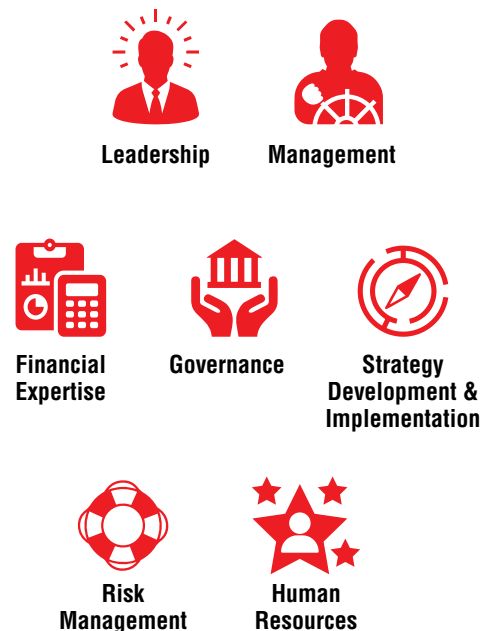 Leadership
Management
Financial
Expertise
Governance
Strategy
Development &
Implementation
Risk
Management
Human
Resources